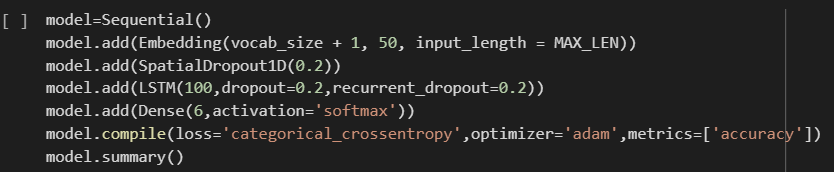 [ ] model=Sequential()
model.add(Embedding(vocab_size + 1, 50, input_length = MAX_LEN))
model.add(SpatialDropout1D(0.2))
model.add(LSTM(100,dropout=0.2,recurrent_dropout=0.2))
model.add(Dense(6,activation='softmax'))
model.compile(loss='categorical_crossentropy',optimizer='adam',metrics=['accuracy'])
model.summary()